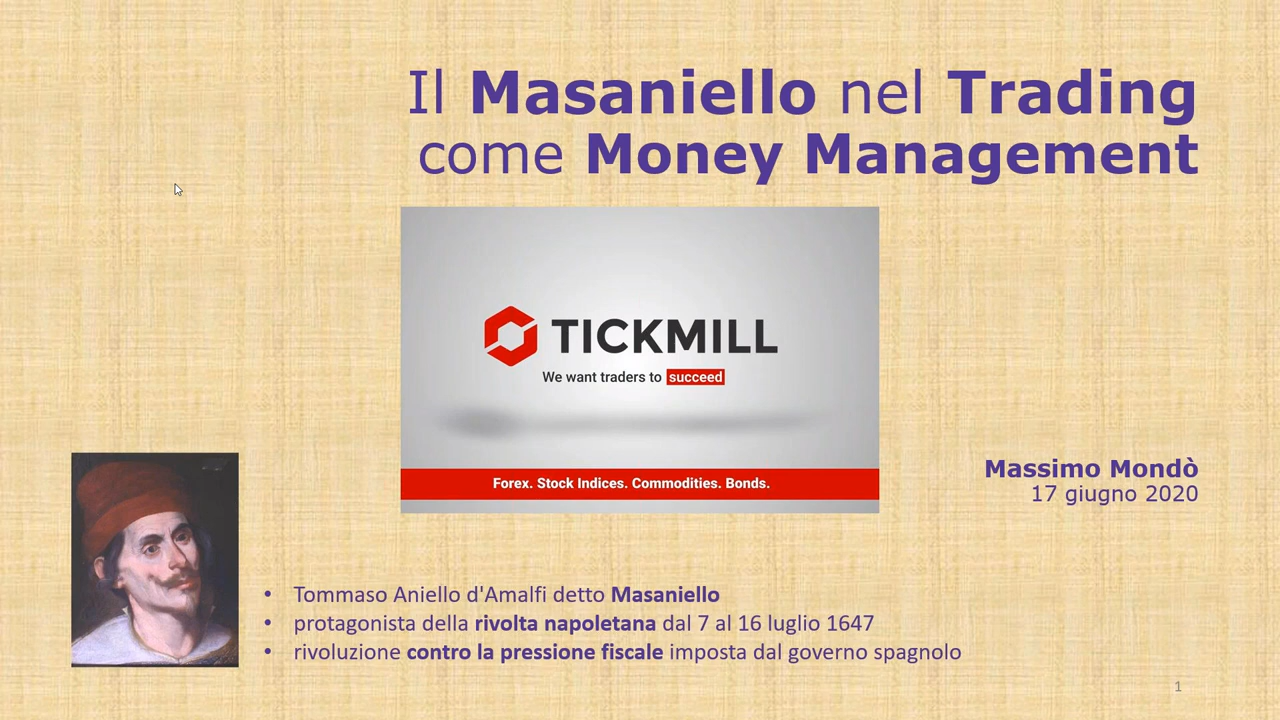 Il Masaniello nel Trading
come Money Management
TICKMILL
We want traders to succeed
Forex. Stock Indices. Commodities. Bonds.
Massimo Mondò
17 giugno 2020
• Tommaso Aniello d'Amalfi detto Masaniello
• protagonista della rivolta napoletana dal 7 al 16 luglio 1647
• rivoluzione contro la pressione fiscale imposta dal governo spagnolo
1